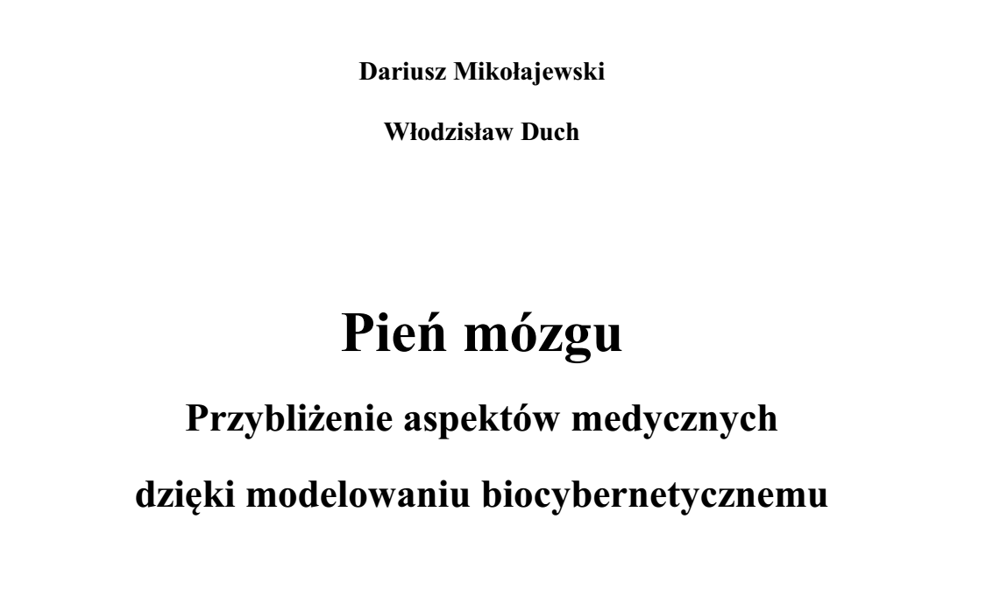 Dariusz Mikołajewski
Włodzisław Duch
Pień mózgu
Przybliżenie aspektów medycznych
dzięki modelowaniu biocybernetycznemu